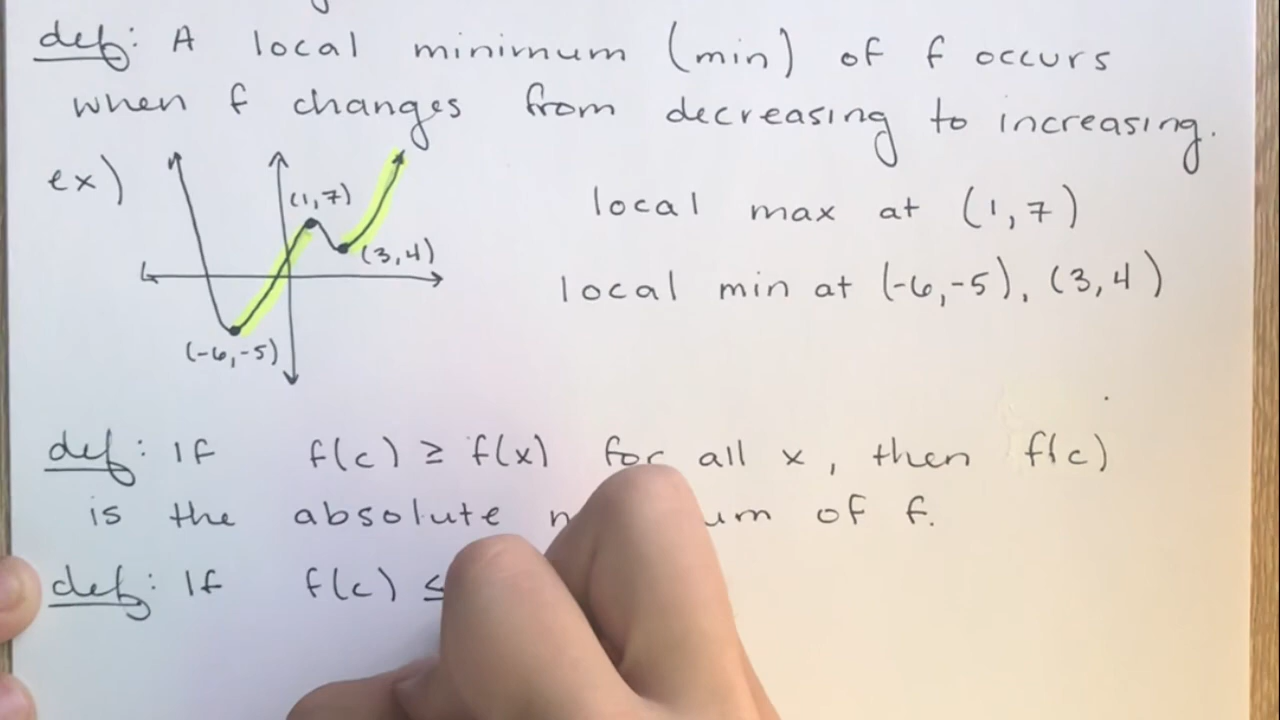 def: A local minimum (min) of f occurs
when f changes from decreasing to increasing.
ex)
(1,7)
(3,4)
(-6,-5)
local max at (1,7)
local min at (-6,-5), (3,4)
def: If f(c) ≥ f(x) for all x, then f(c)
is the absolute of f.
def: If f(c) ≤